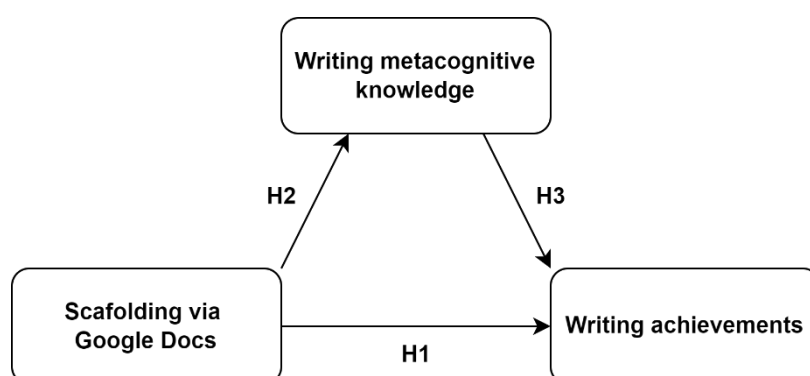 Writing metacognitive
knowledge
H2
H3
Scafolding via
Google Docs
H1
Writing achievements